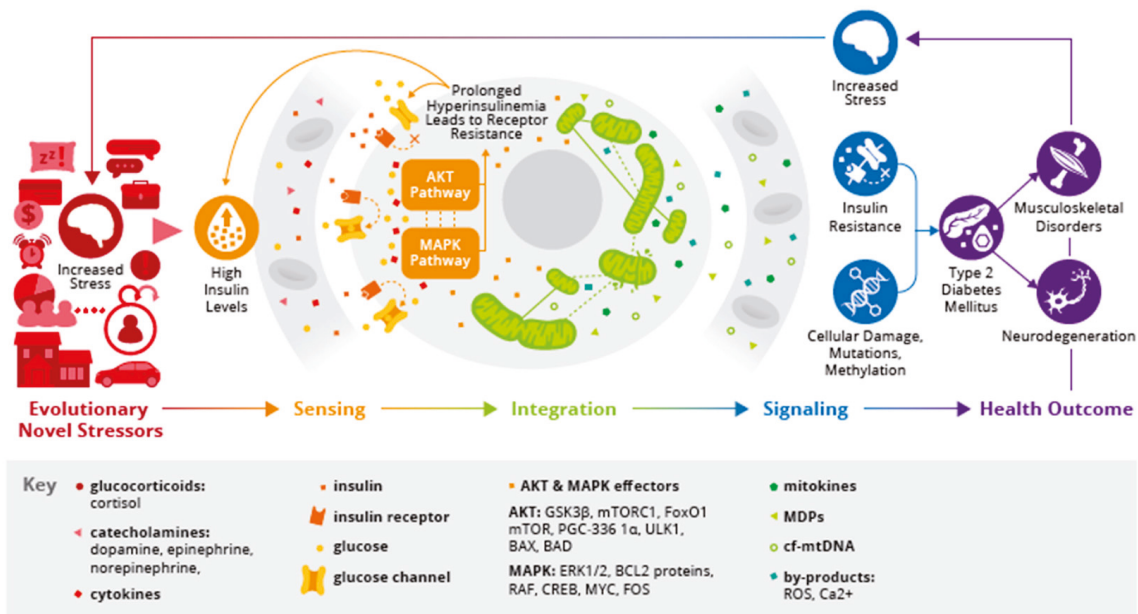 Increased
Stress
Prolonged
Hyperinsulinemia
Leads to Receptor
Resistance
zz!
$
Increased
Stress
High
Insulin
Levels
AKT
Pathway
MAPK
Pathway
Insulin
Resistance
Cellular Damage,
Mutations,
Methylation
Type 2
Diabetes
Mellitus
Musculoskeletal
Disorders
Neurodegeneration
Evolutionary
Novel Stressors
Sensing
Integration
Signaling
Health Outcome
Key
glucocorticoids:
cortisol
catecholamines:
dopamine, epinephrine,
norepinephrine,
cytokines
insulin
insulin receptor
glucose
glucose channel
AKT & MAPK effectors
AKT: GSK3β, mTORC1, FoxO1
mTOR, PGC-336 1α, ULK1,
BAX, BAD
MAPK: ERK1/2, BCL2 proteins,
RAF, CREB, MYC, FOS
mitokines
MDPs
cf-mtDNA
by-products:
ROS, Ca2+